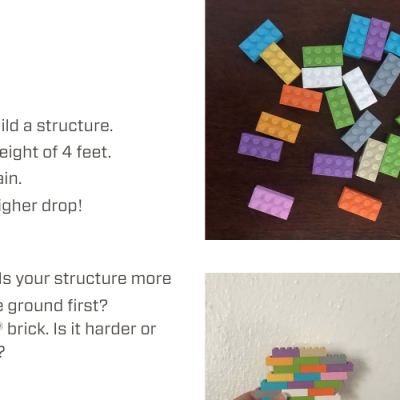 ild a structure.
eight of 4 feet.
ain.
igher drop!
Is your structure more
e ground first?
® brick. Is it harder or
?